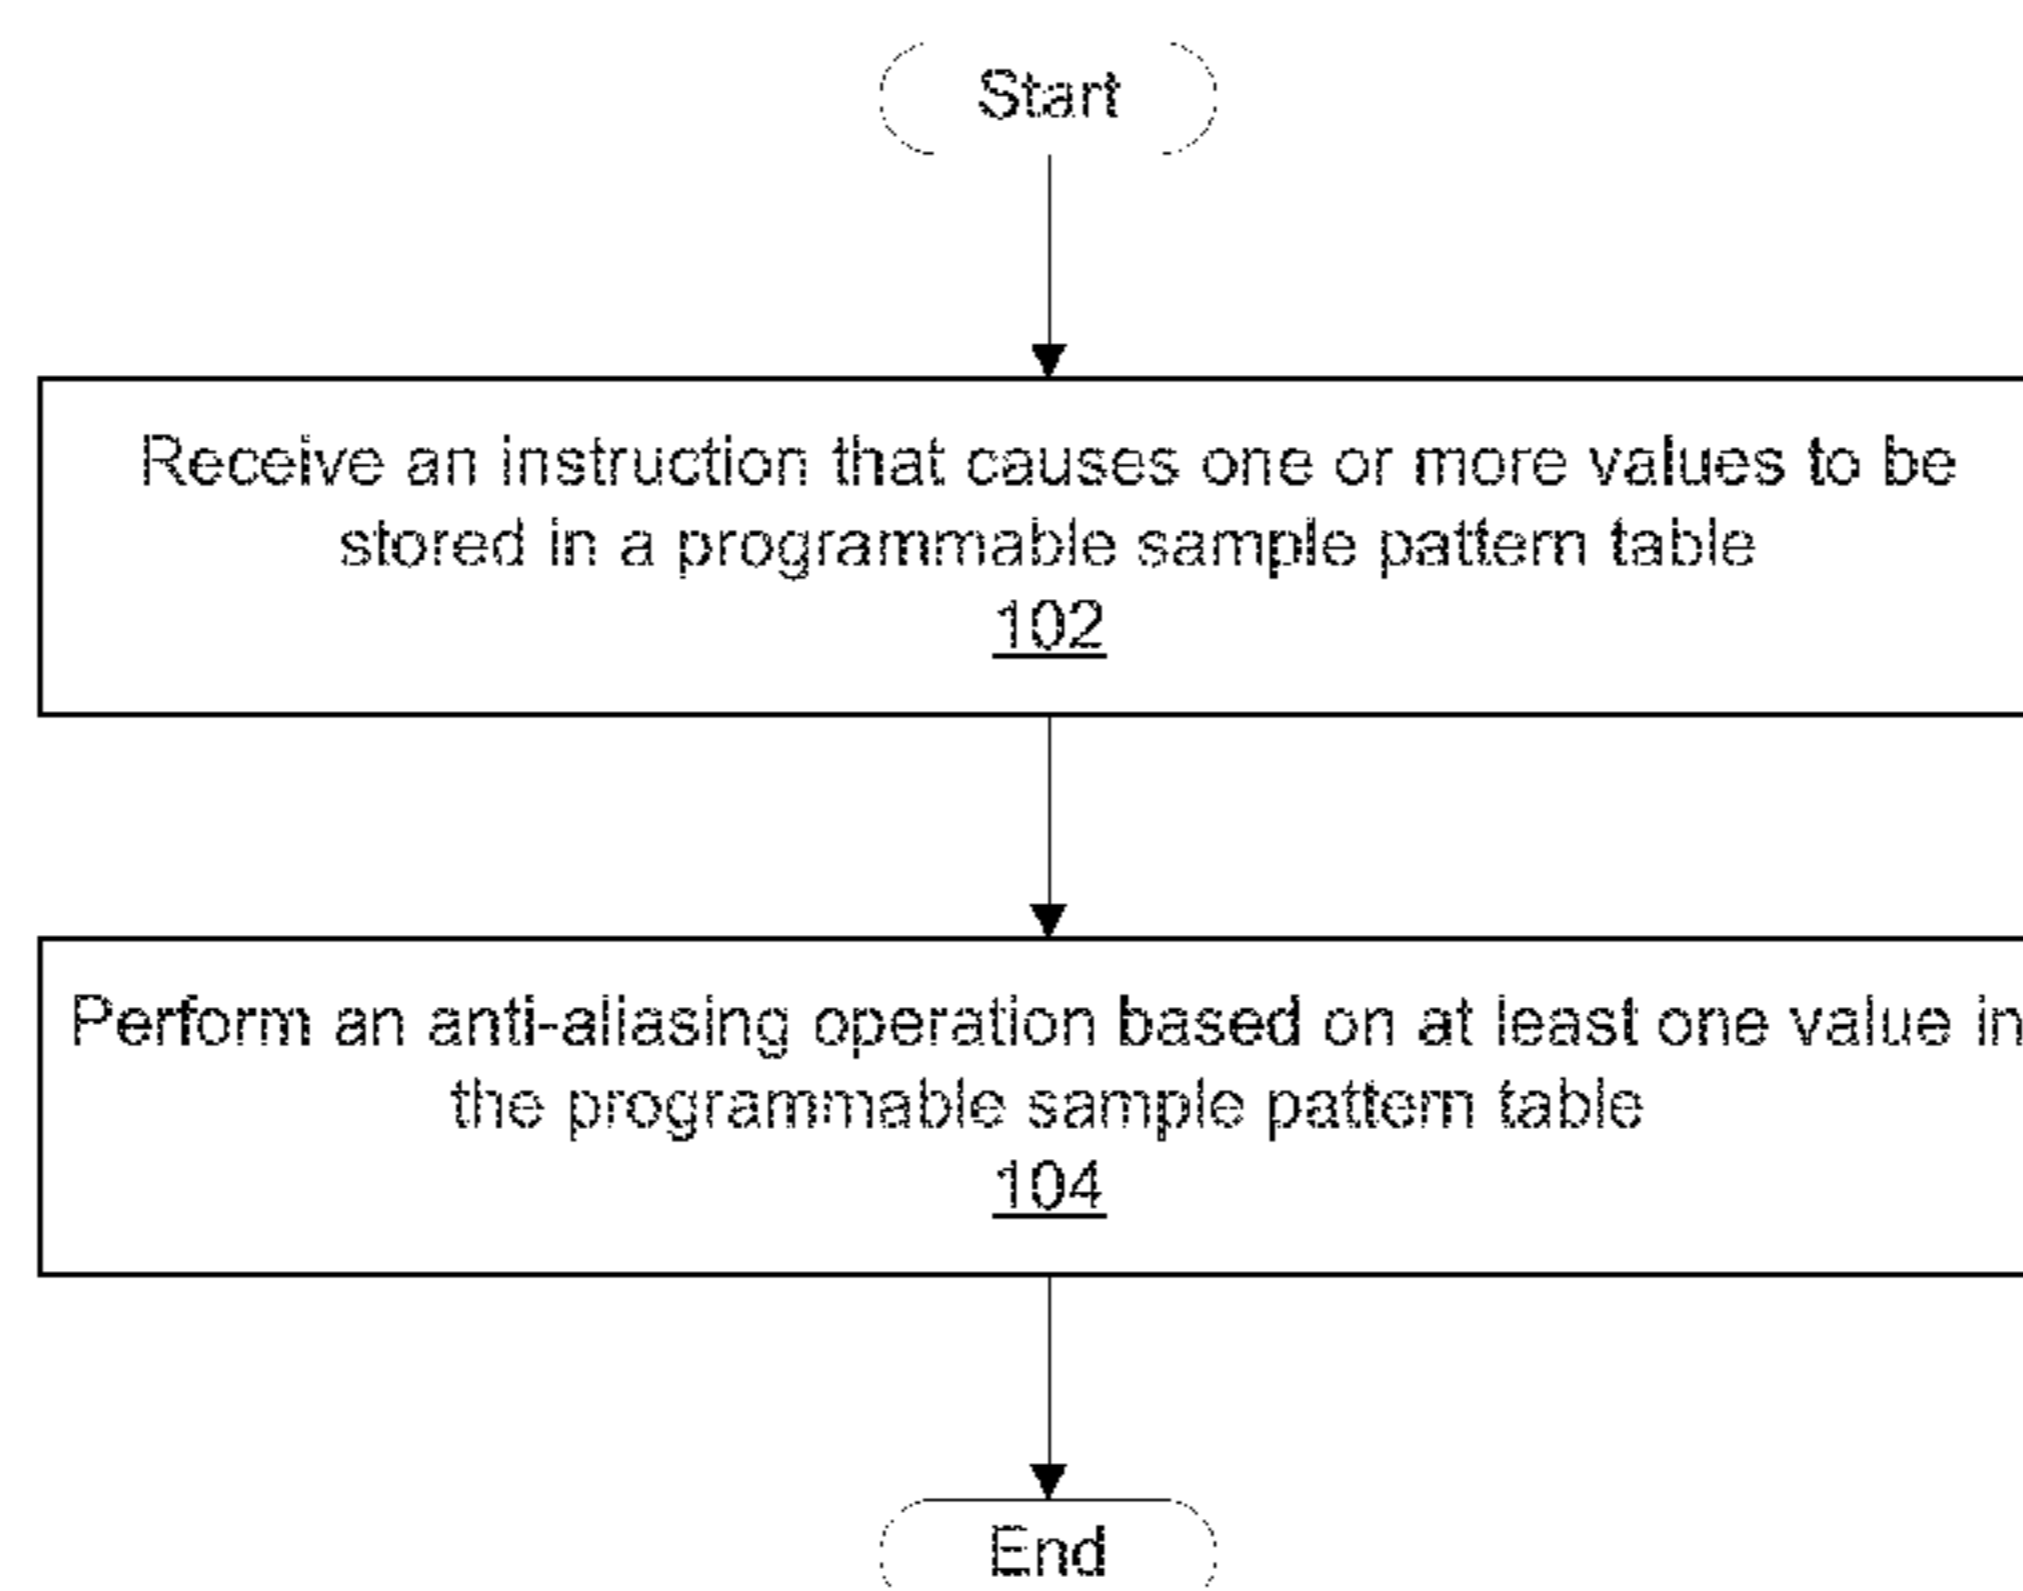 Start
Receive an instruction that causes one or more values to be
stored in a programmable sample pattern table
102
Perform an anti-aliasing operation based on at least one value in
the programmable sample pattern table
104
End